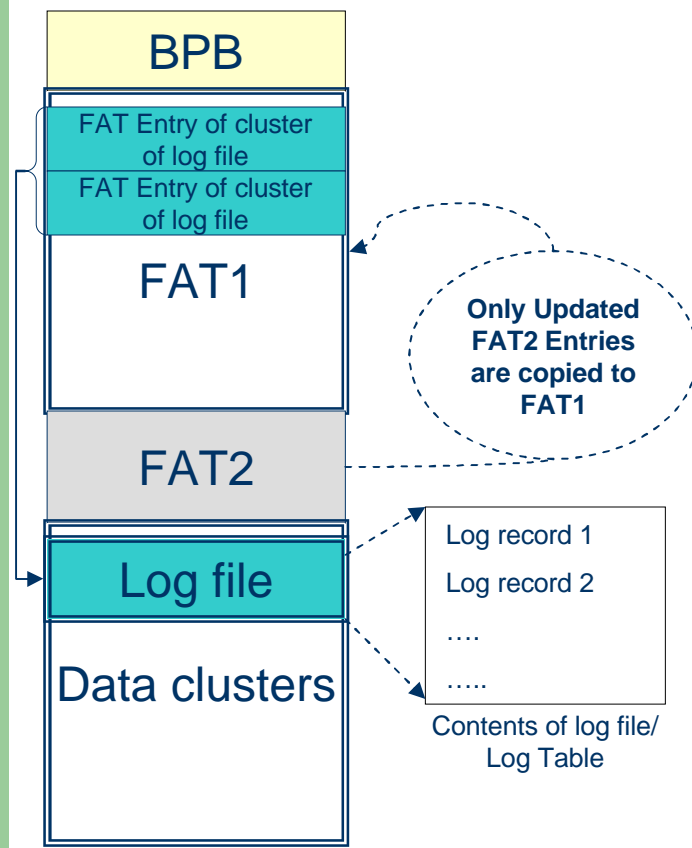 BPB
FAT Entry of cluster
of log file
FAT Entry of cluster
of log file
FAT1
Only Updated
FAT2 Entries
are copied to
FAT1
FAT2
Log file
Log record 1
Log record 2
….
…..
Data clusters
Contents of log file/
Log Table